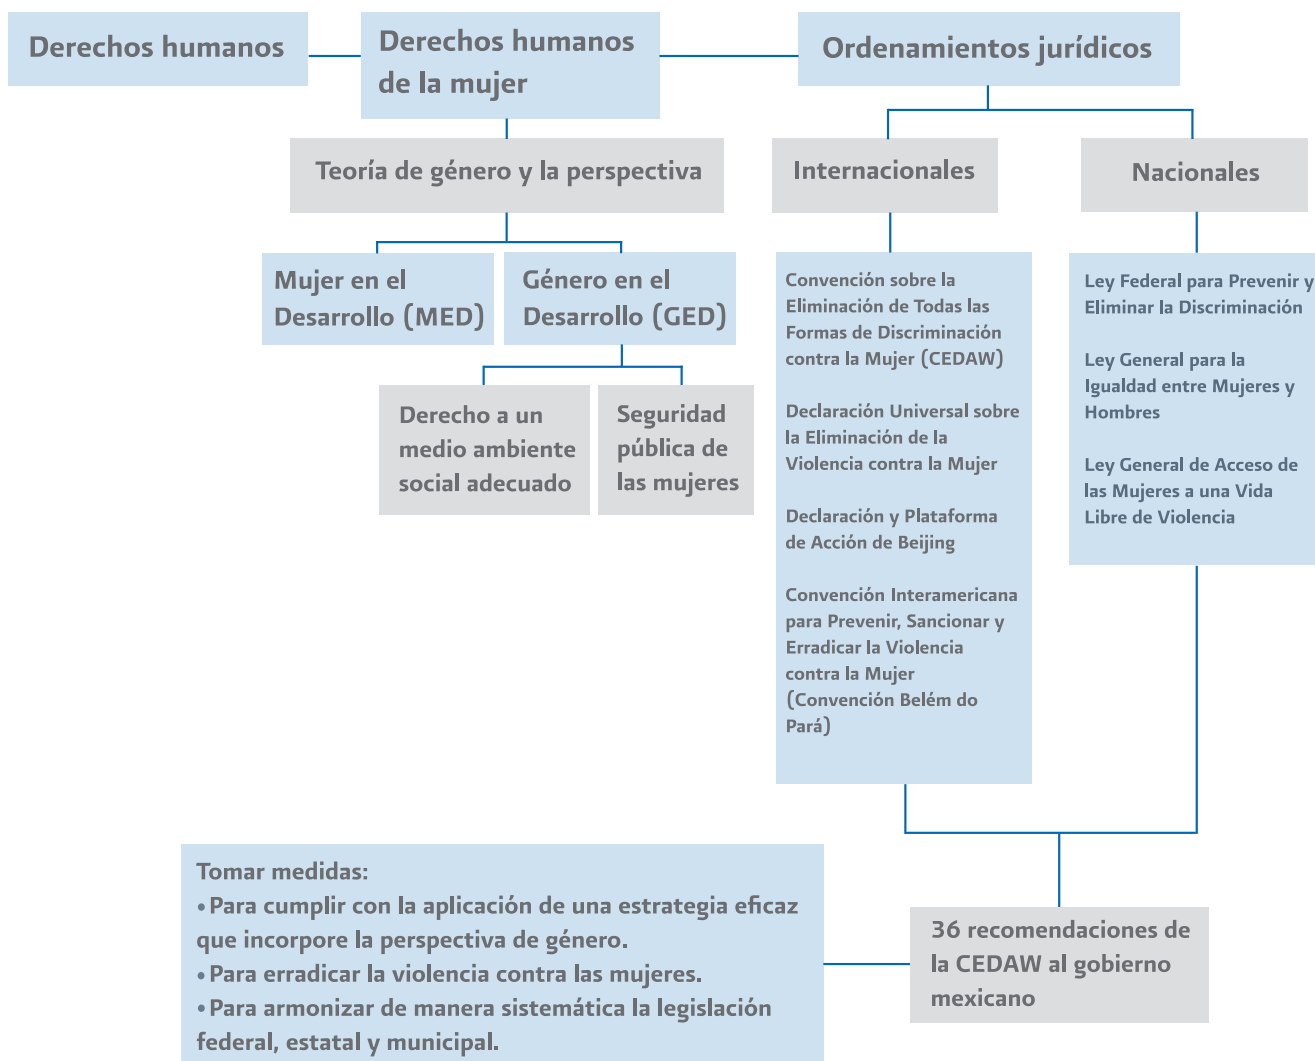 Derechos humanos
Derechos humanos
de la mujer
Ordenamientos jurídicos
Teoría de género y la perspectiva
Internacionales
Nacionales
Mujer en el
Desarrollo (MED)
Género en el
Desarrollo (GED)
Derecho a un
medio ambiente
social adecuado
Seguridad
pública de
las mujeres
Convención sobre la
Eliminación de Todas las
Formas de Discriminación
contra la Mujer (CEDAW)
Declaración Universal sobre
la Eliminación de la
Violencia contra la Mujer
Declaración y Plataforma
de Acción de Beijing
Convención Interamericana
para Prevenir, Sancionar y
Erradicar la Violencia
contra la Mujer
(Convención Belém do
Pará)
Ley Federal para Prevenir y
Eliminar la Discriminación
Ley General para la
Igualdad entre Mujeres y
Hombres
Ley General de Acceso de
las Mujeres a una Vida
Libre de Violencia
36 recomendaciones de
la CEDAW al gobierno
mexicano
Tomar medidas:
• Para cumplir con la aplicación de una estrategia eficaz
que incorpore la perspectiva de género.
• Para erradicar la violencia contra las mujeres.
• Para armonizar de manera sistemática la legislación
federal, estatal y municipal.